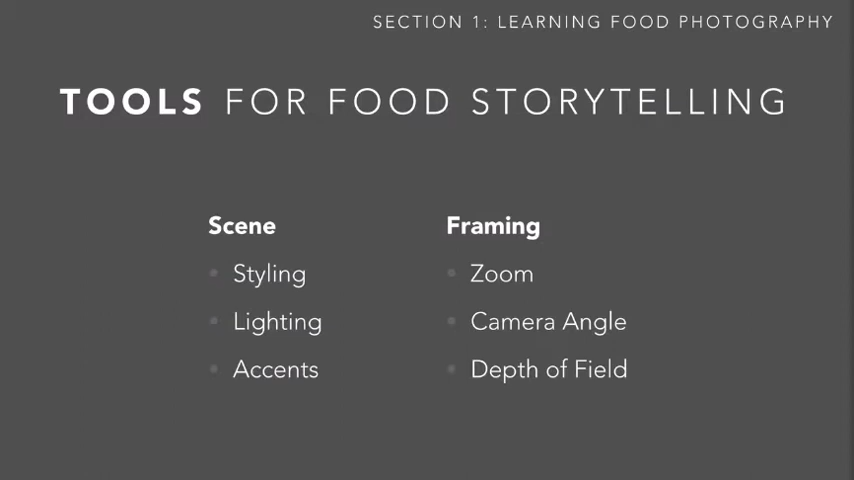 SECTION 1: LEARNING FOOD PHOTOGRAPHY
TOOLS FOR FOOD STORYTELLING
Scene
• Styling
• Lighting
• Accents
Framing
• Zoom
• Camera Angle
• Depth of Field